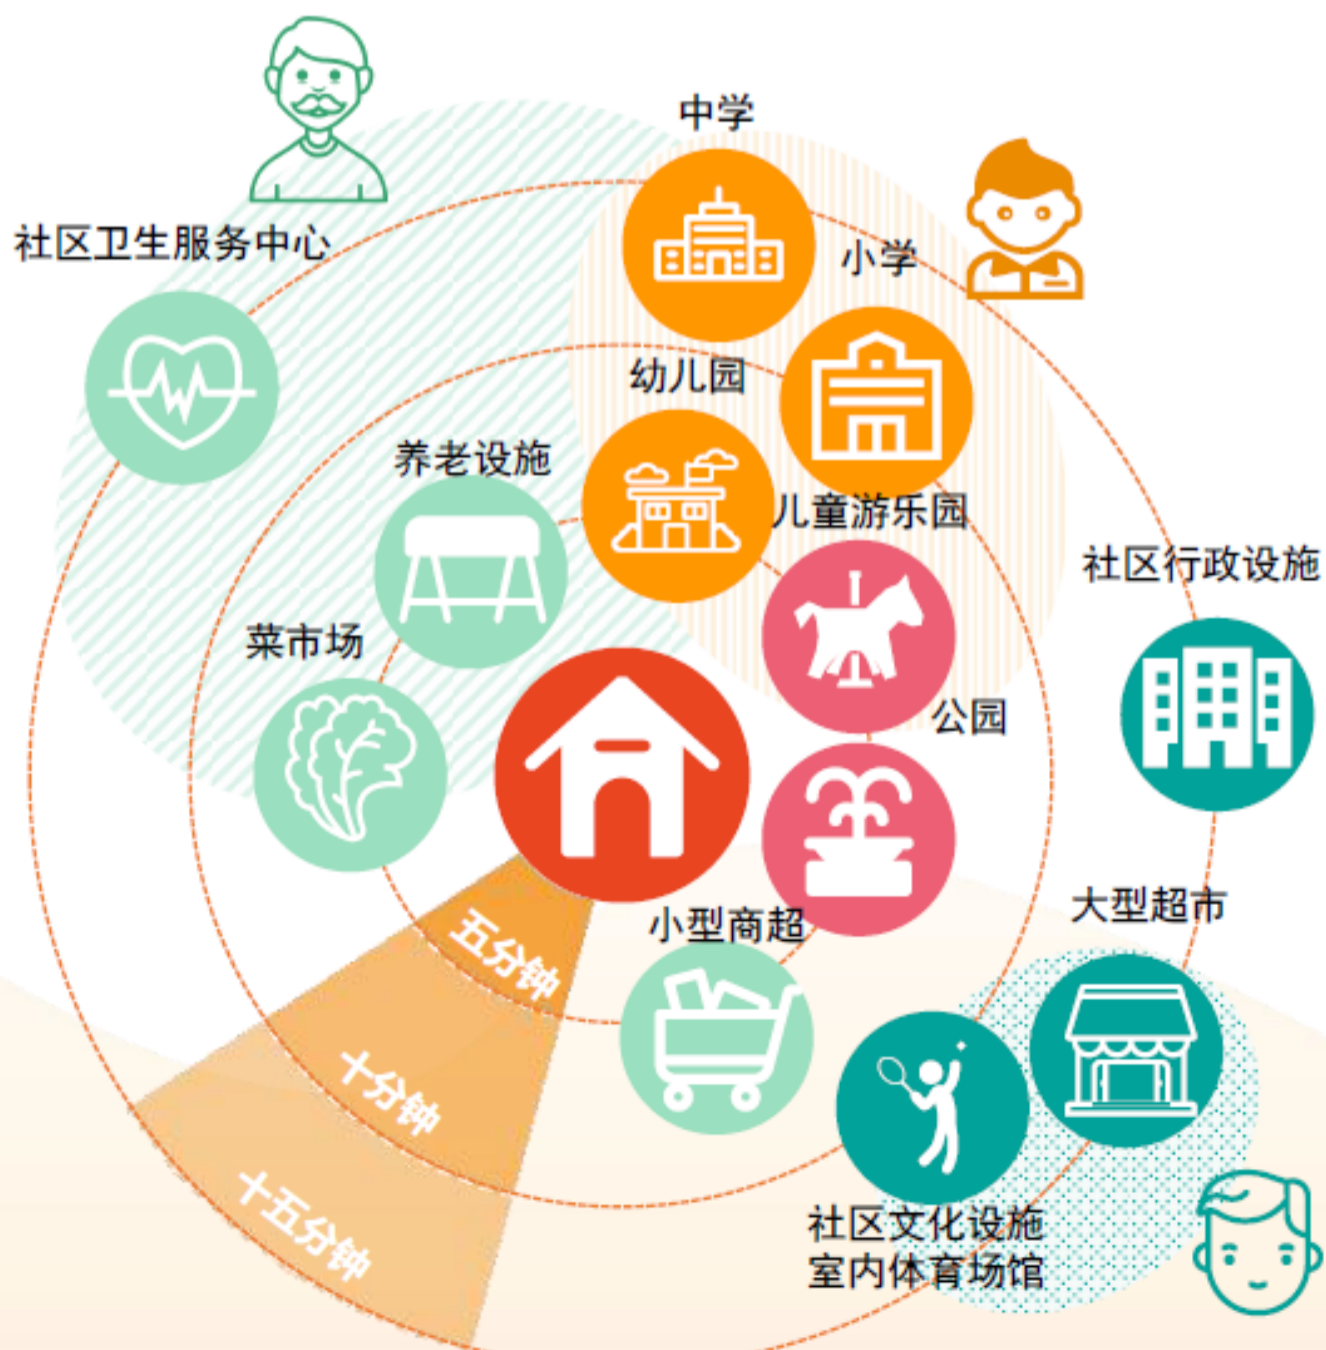 中学
社区卫生服务中心
小学
幼儿园
养老设施
儿童游乐园
社区行政设施
菜市场
公园
大型超市
小型商超
五分钟
十分钟
十五分钟
社区文化设施
室内体育场馆